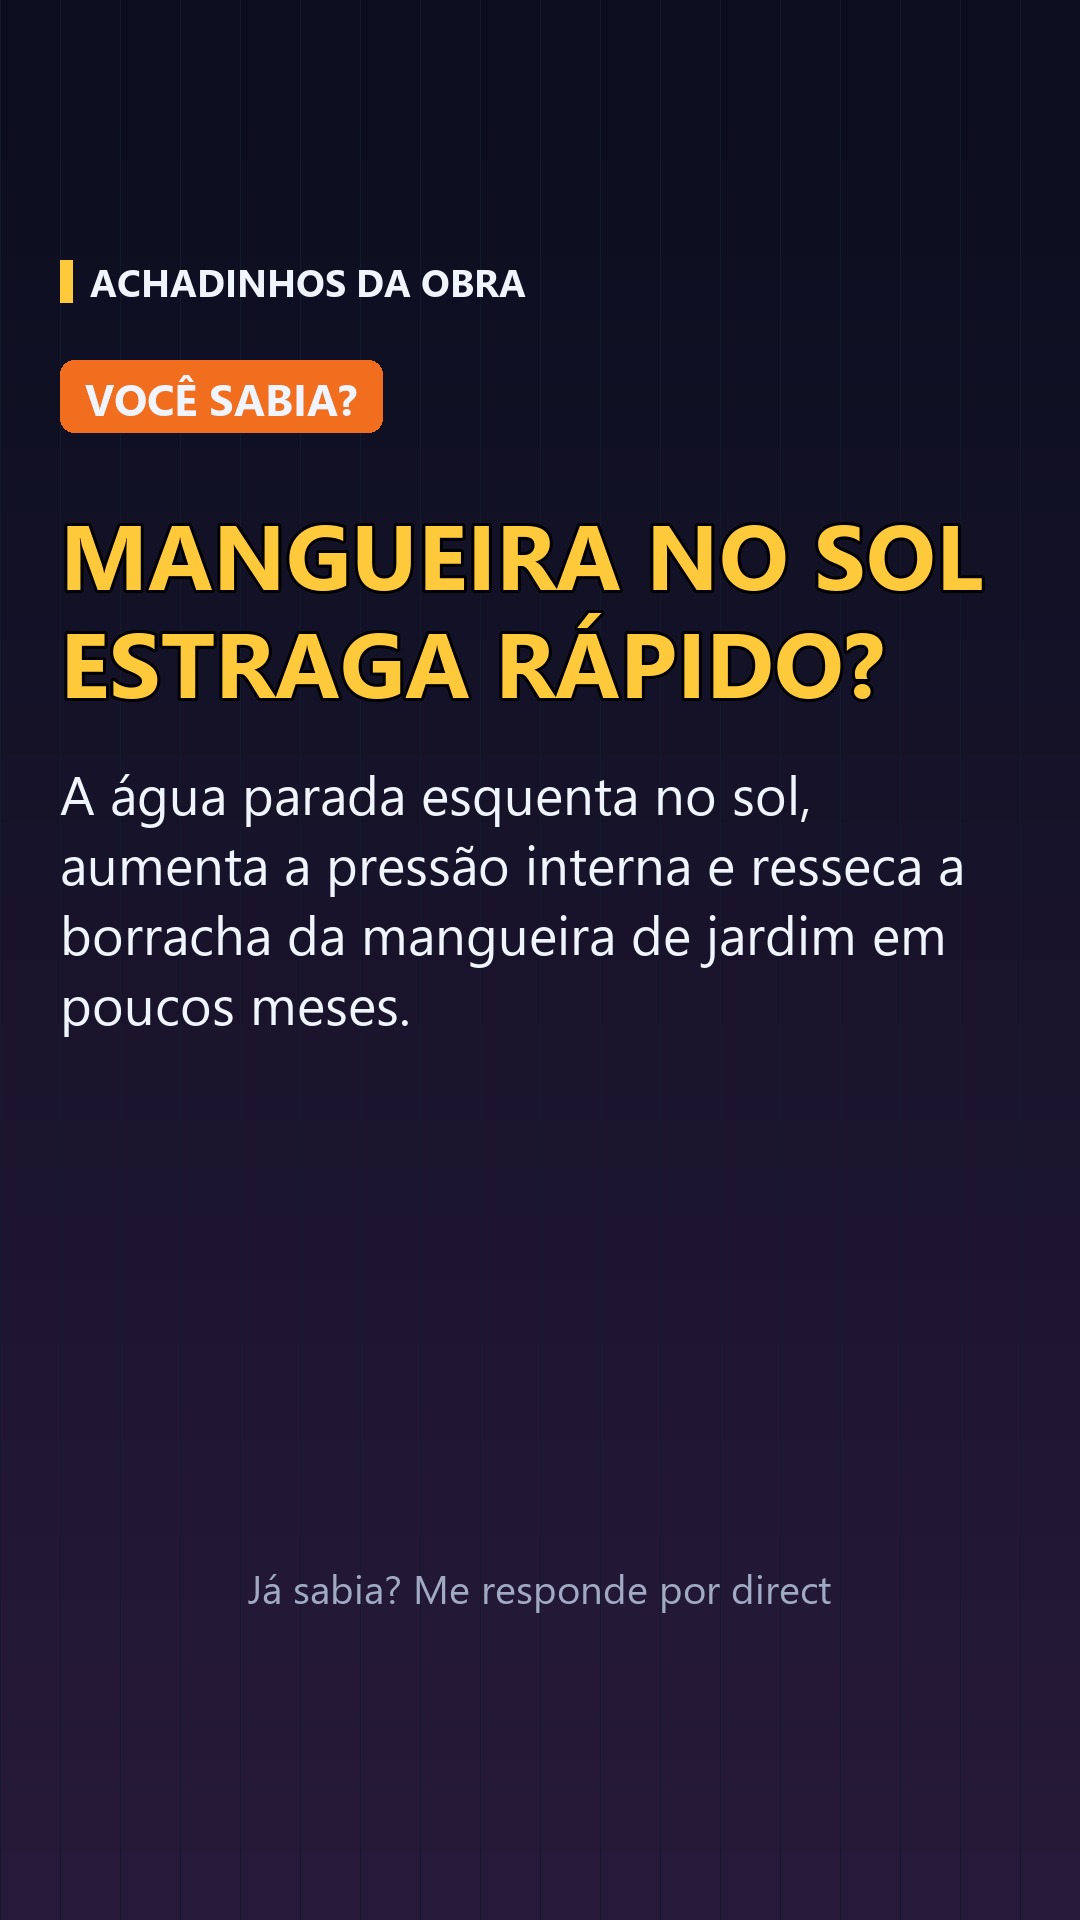 ACHADINHOS DA OBRA
VOCÊ SABIA?
MANGUEIRA NO SOL
ESTRAGA RÁPIDO?
A água parada esquenta no sol,
aumenta a pressão interna e resseca a
borracha da mangueira de jardim em
poucos meses.
Já sabia? Me responde por direct